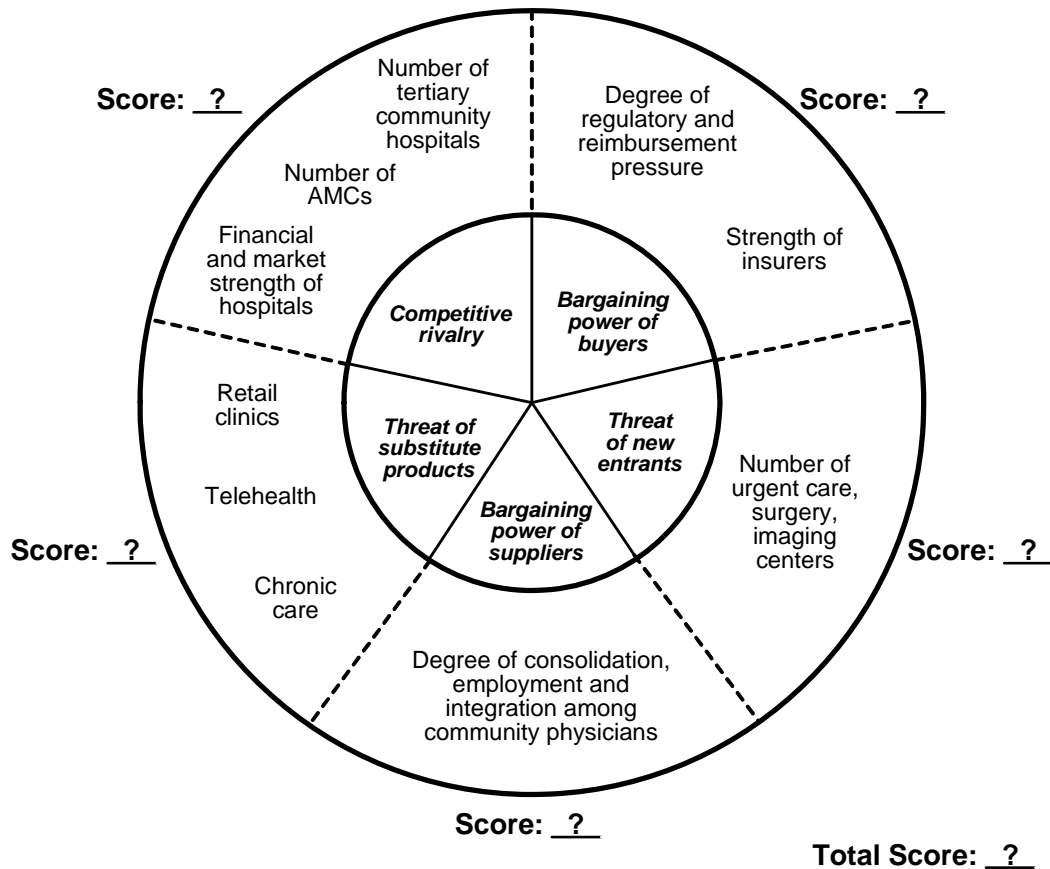 Number of
tertiary
community
hospitals
Score: ?
Degree of
regulatory and
reimbursement
pressure
Score: ?
Number of
AMCs
Financial
and market
strength of
hospitals
Strength of
insurers
Competitive
rivalry
Bargaining
power of
buyers
Retail
clinics
Threat of
substitute
products
Threat
of new
entrants
Telehealth
Bargaining
power of
suppliers
Number of
urgent care,
surgery,
imaging
centers
Score: ?
Score: ?
Chronic
care
Degree of consolidation,
employment and
integration among
community physicians
Score: ?
Total Score: ?